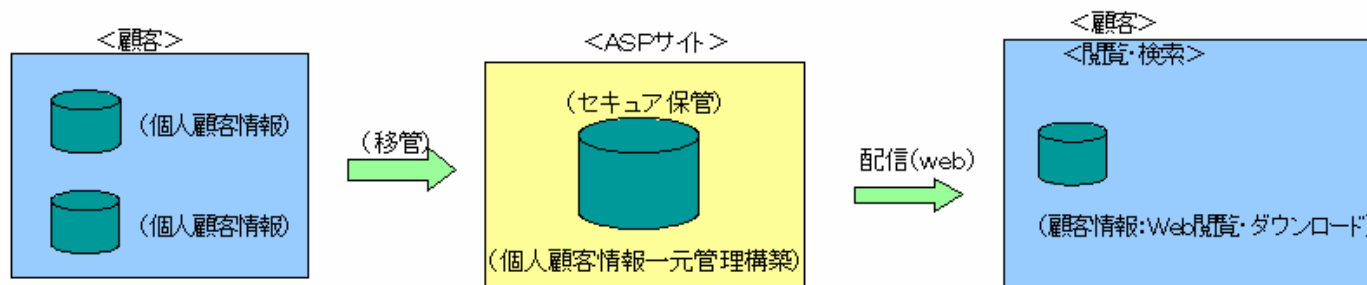 <顧客>
(個人顧客情報)
(個人顧客情報)
(移管)
<ASPサイト>
(セキュア保管)
(個人顧客情報一元管理構築)
配信(web)
<顧客>
<閲覧・検索>
(顧客情報:Web閲覧・ダウンロード)